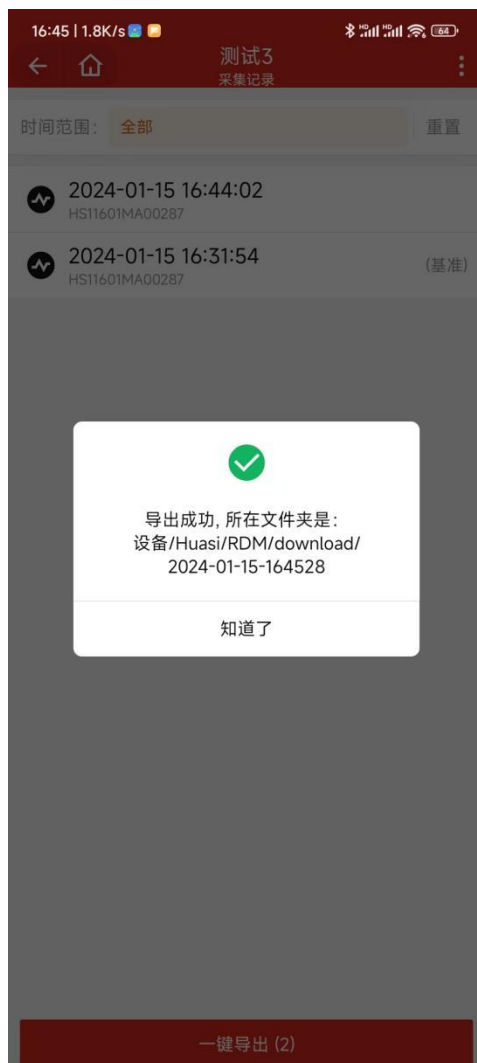 16:45 | 1.8K/s HD HD 64
测试3
采集记录
时间范围: 全部 重置
2024-01-15 16:44:02
HS11601MA00287
2024-01-15 16:31:54 (基准)
HS11601MA00287
导出成功, 所在文件夹是:
设备/Huasi/RDM/download/
2024-01-15-164528
知道了
一键导出 (2)